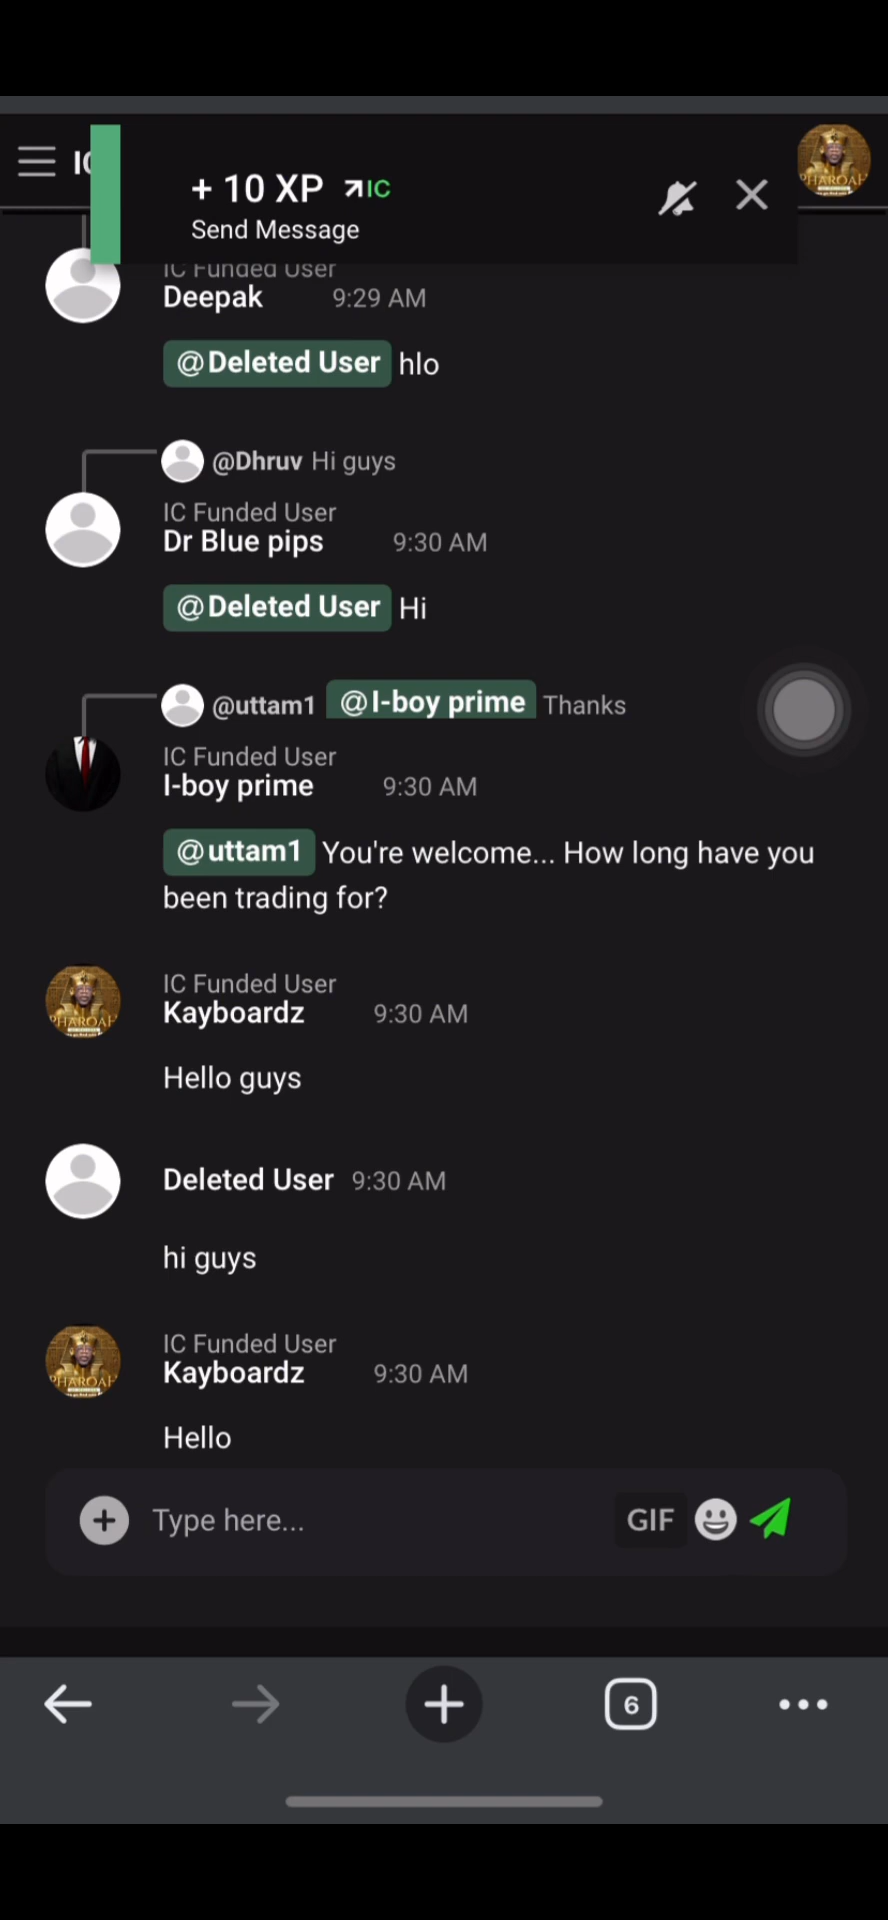 IC
+ 10 XP IC
Send Message
PHAROAH
IC Funded User
Deepak 9:29 AM
@Deleted User hlo
@Dhruv Hi guys
IC Funded User
Dr Blue pips 9:30 AM
@Deleted User Hi
@uttam1 @I-boy prime Thanks
IC Funded User
I-boy prime 9:30 AM
@uttam1 You're welcome... How long have you
been trading for?
IC Funded User
Kayboardz 9:30 AM
PHAROAH
Hello guys
Deleted User 9:30 AM
hi guys
IC Funded User
Kayboardz 9:30 AM
PHAROAH
Hello
Type here... GIF
6